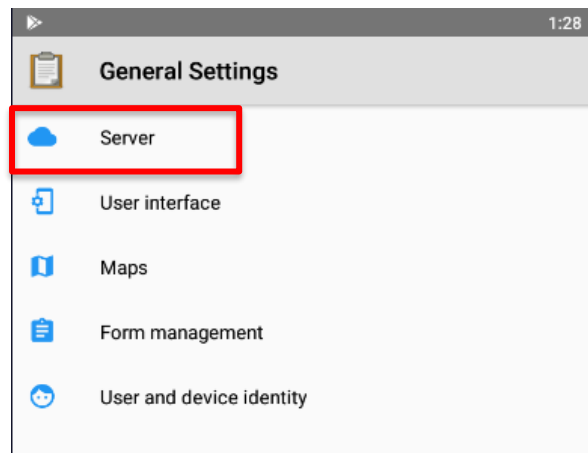 1:28
General Settings
Server
User interface
Maps
Form management
User and device identity